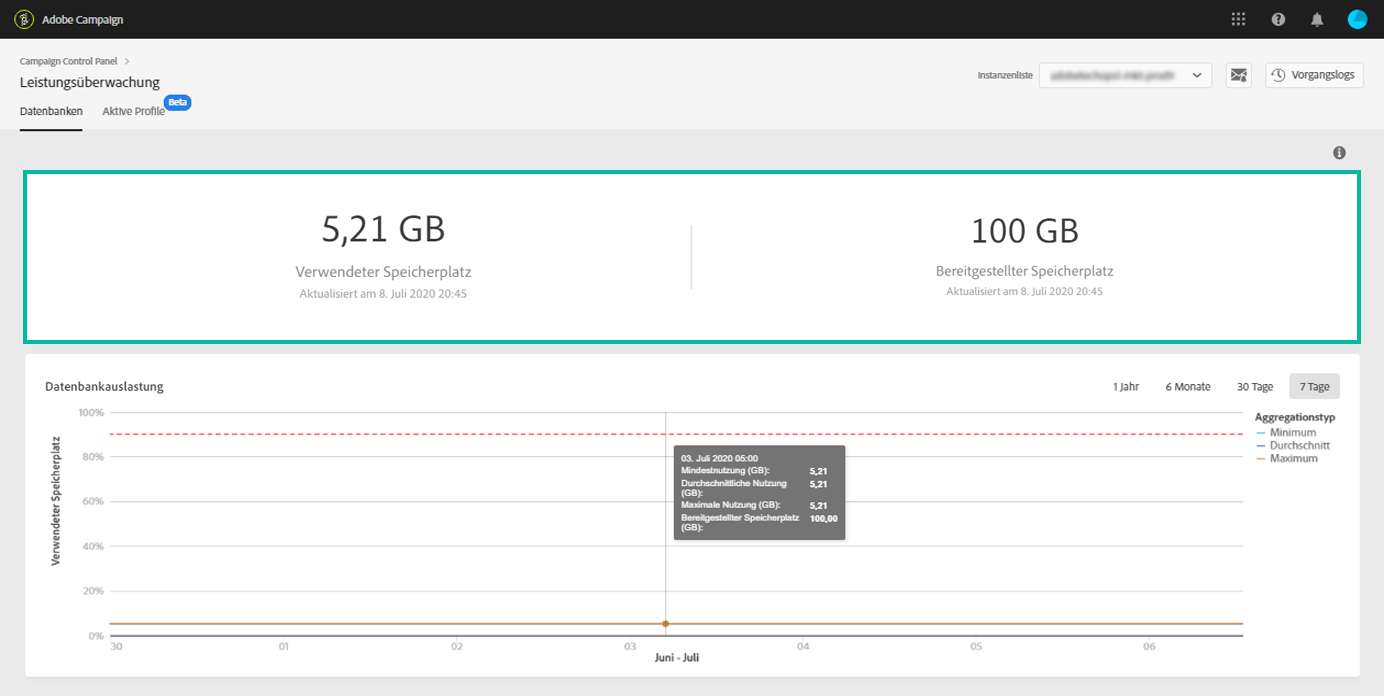 Adobe Campaign
Campaign Control Panel
Leistungsüberwachung
Instanzenliste
Vorgangslogs
Datenbanken
Aktive Profile
Beta
5,21 GB
Verwendeter Speicherplatz
Aktualisiert am 8. Juli 2020 20:45
100 GB
Bereitgestellter Speicherplatz
Aktualisiert am 8. Juli 2020 20:45
Datenbankauslastung
1 Jahr
6 Monate
30 Tage
7 Tage
Verwendeter Speicherplatz
100%
80%
60%
40%
20%
0%
03. Juli 2020 05:00
Mindestnutzung (GB): 5,21
Durchschnittliche Nutzung 5,21
(GB):
Maximale Nutzung (GB): 5,21
Bereitgestellter Speicherplatz 100,00
(GB):
Aggregationstyp
Minimum
Durchschnitt
Maximum
30 01 02 03 04 05 06
Juni - Juli